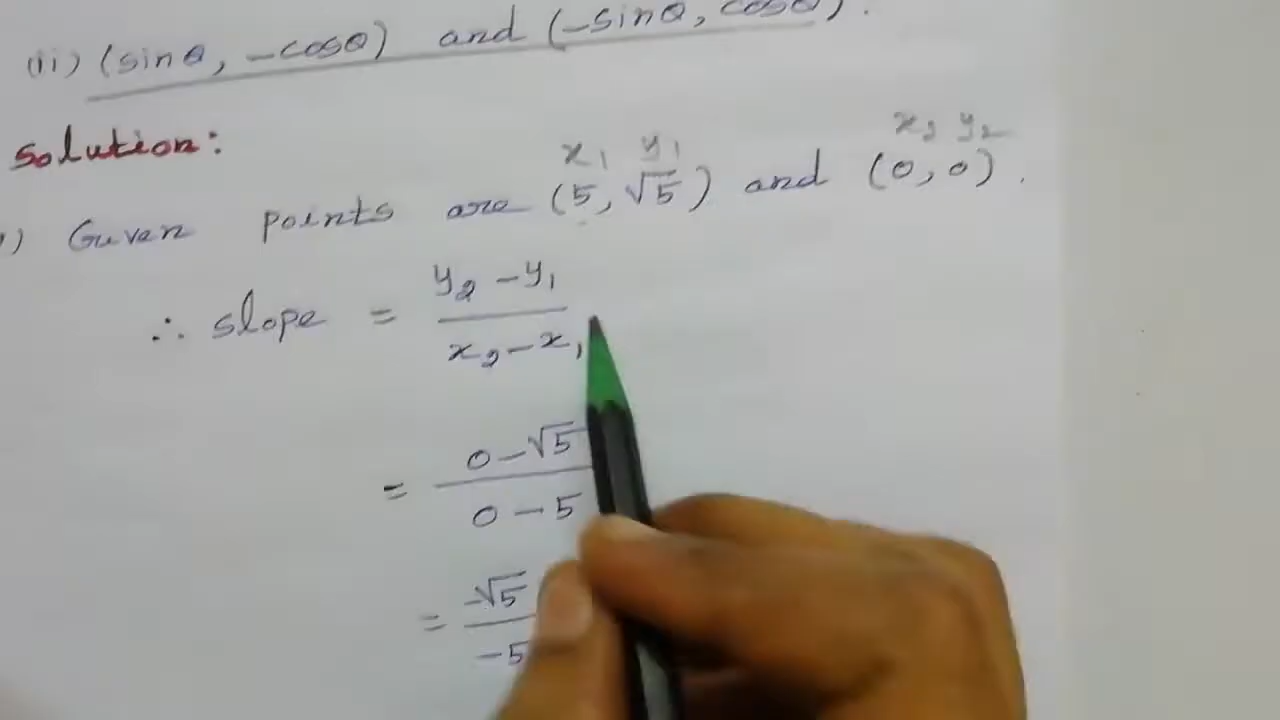 (ii) (sinθ, -cosθ) and (-sinθ, cosθ).
Solution:
x₁ y₁ x₂ y₂
i) Given points are (5, √5) and (0, 0).
∴ slope = (y₂ - y₁)/(x₂ - x₁)
= (0 - √5)/(0 - 5)
= (-√5)/(-5)